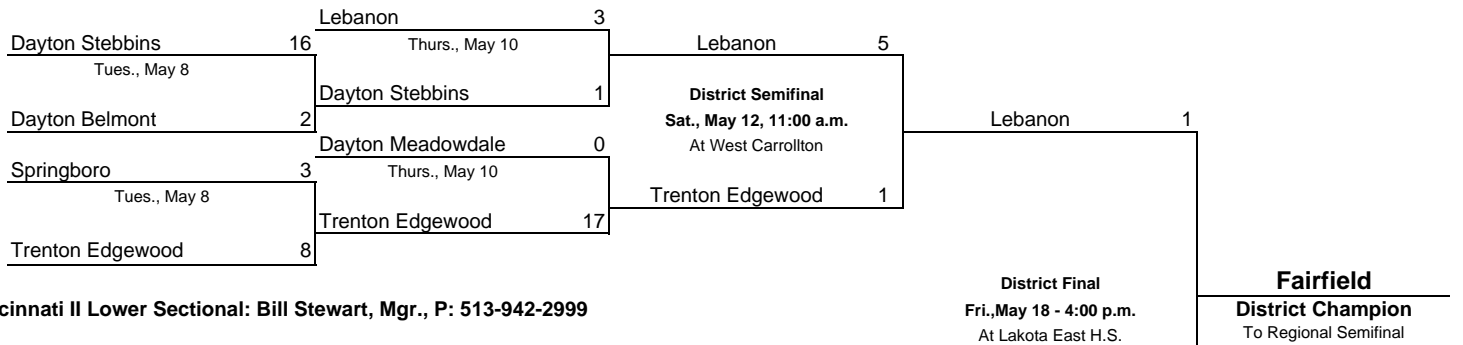 Lebanon 3
Dayton Stebbins 16 Thurs., May 10 Lebanon 5
Tues., May 8
Dayton Stebbins 1 District Semifinal
Dayton Belmont 2 Sat., May 12, 11:00 a.m. Lebanon 1
Dayton Meadowdale 0 At West Carrollton
Springboro 3 Thurs., May 10
Tues., May 8 Trenton Edgewood 1
Trenton Edgewood 17
Trenton Edgewood 8
District Final Fairfield
cinnati II Lower Sectional: Bill Stewart, Mgr., P: 513-942-2999 Fri.,May 18 - 4:00 p.m. District Champion
At Lakota East H.S. To Regional Semifinal